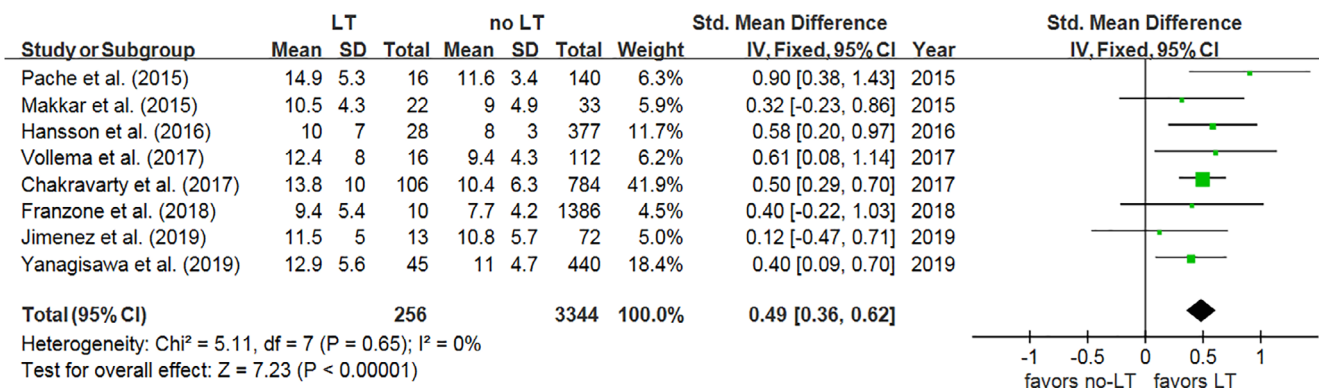 LT no LT Std. Mean Difference Std. Mean Difference
Study or Subgroup Mean SD Total Mean SD Total Weight IV, Fixed, 95% CI Year IV, Fixed, 95% CI
Pache et al. (2015) 14.9 5.3 16 11.6 3.4 140 6.3% 0.90 [0.38, 1.43] 2015
Makkar et al. (2015) 10.5 4.3 22 9 4.9 33 5.9% 0.32 [-0.23, 0.86] 2015
Hansson et al. (2016) 10 7 28 8 3 377 11.7% 0.58 [0.20, 0.97] 2016
Vollema et al. (2017) 12.4 8 16 9.4 4.3 112 6.2% 0.61 [0.08, 1.14] 2017
Chakravarty et al. (2017) 13.8 10 106 10.4 6.3 784 41.9% 0.50 [0.29, 0.70] 2017
Franzone et al. (2018) 9.4 5.4 10 7.7 4.2 1386 4.5% 0.40 [-0.22, 1.03] 2018
Jimenez et al. (2019) 11.5 5 13 10.8 5.7 72 5.0% 0.12 [-0.47, 0.71] 2019
Yanagisawa et al. (2019) 12.9 5.6 45 11 4.7 440 18.4% 0.40 [0.09, 0.70] 2019
Total (95% CI) 256 3344 100.0% 0.49 [0.36, 0.62]
Heterogeneity: Chi² = 5.11, df = 7 (P = 0.65); I² = 0%
Test for overall effect: Z = 7.23 (P < 0.00001)
-1 -0.5 0 0.5 1
favors no-LT favors LT